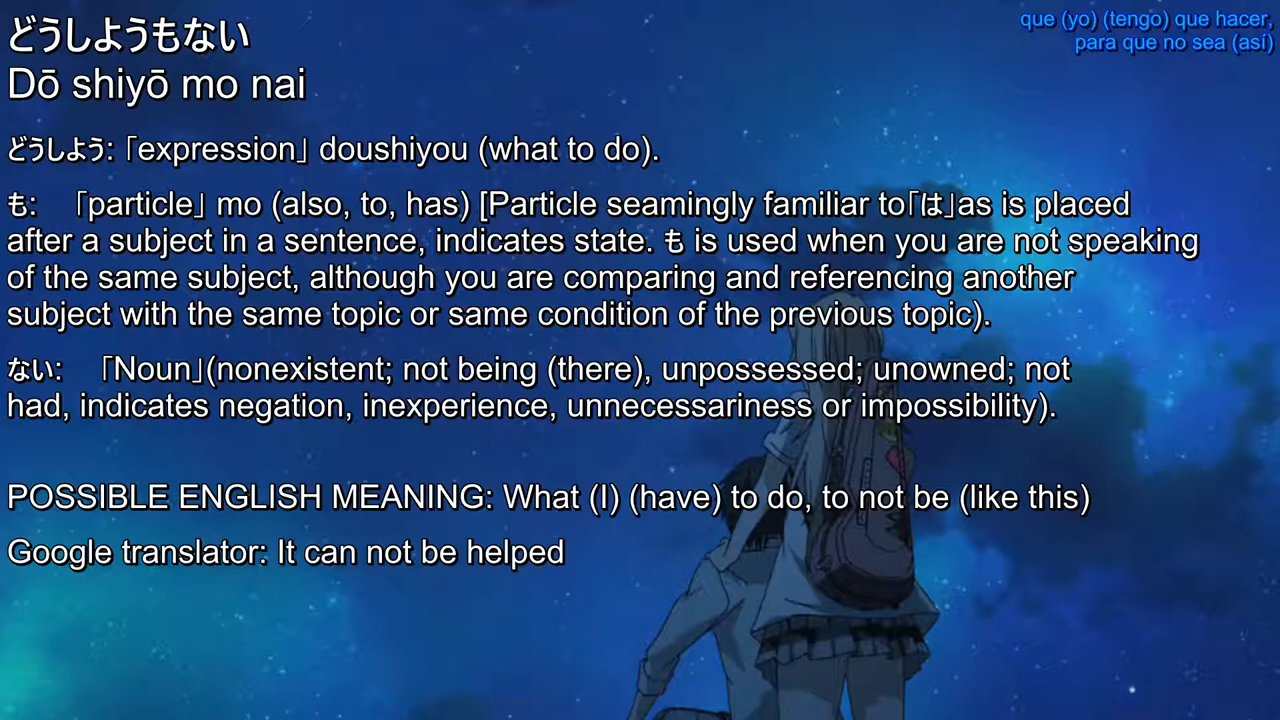 どうしようもない
Dō shiyō mo nai
que (yo) (tengo) que hacer,
para que no sea (así)
どうしよう:「expression」 doushiyou (what to do).
も: 「particle」 mo (also, to, has) [Particle seamingly familiar to「は」as is placed
after a subject in a sentence, indicates state. も is used when you are not speaking
of the same subject, although you are comparing and referencing another
subject with the same topic or same condition of the previous topic).
ない: 「Noun」(nonexistent; not being (there), unpossessed; unowned; not
had, indicates negation, inexperience, unnecessariness or impossibility).
POSSIBLE ENGLISH MEANING: What (I) (have) to do, to not be (like this)
Google translator: It can not be helped